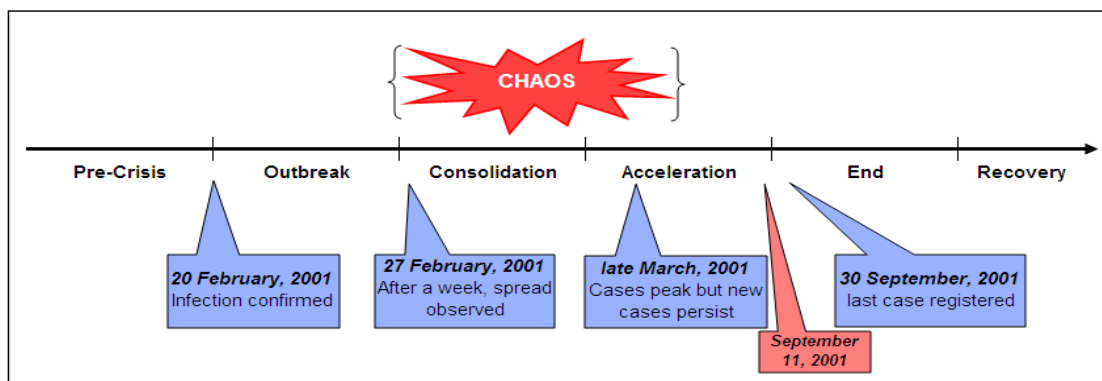 CHAOS
Pre-Crisis
Outbreak
Consolidation
Acceleration
End
Recovery
20 February, 2001
Infection confirmed
27 February, 2001
After a week, spread
observed
late March, 2001
Cases peak but new
cases persist
September
11, 2001
30 September, 2001
last case registered